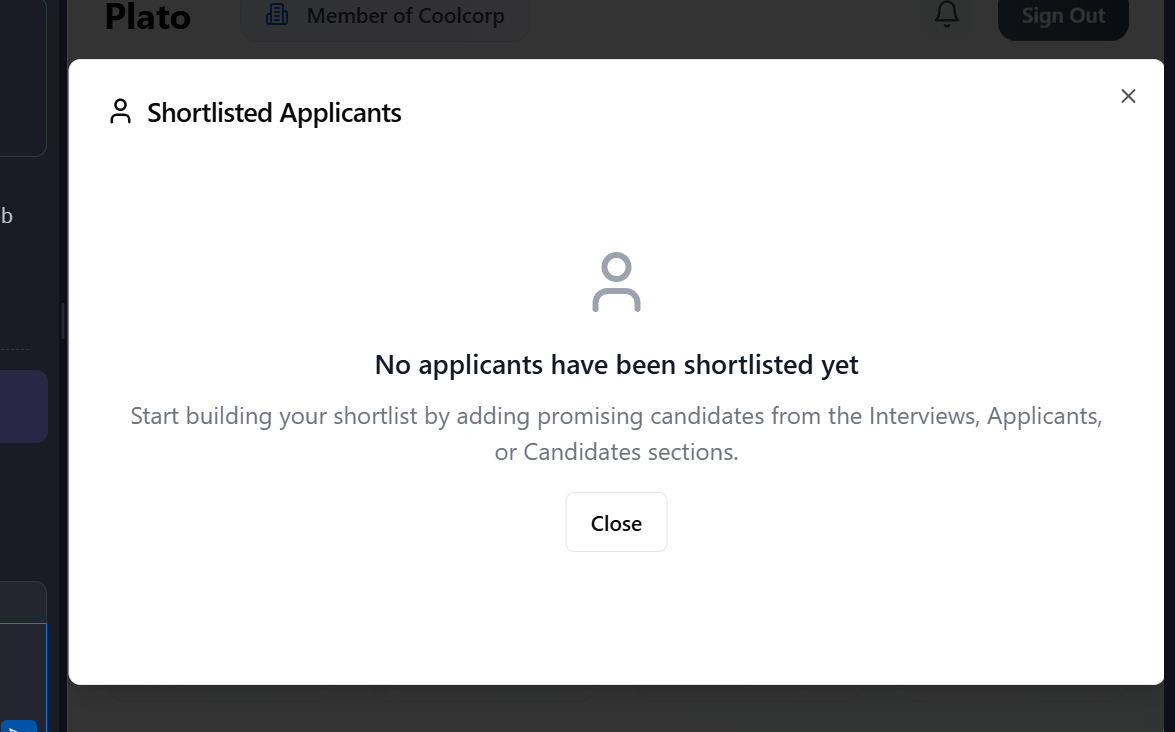 Plato
Member of Coolcorp
Sign Out
Shortlisted Applicants
b
No applicants have been shortlisted yet
Start building your shortlist by adding promising candidates from the Interviews, Applicants,
or Candidates sections.
Close